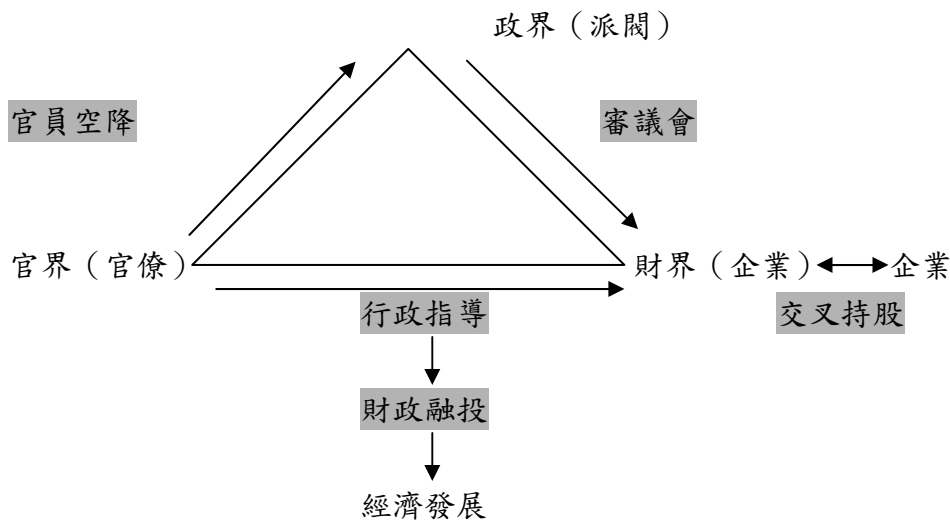 政界（派閥）
官員空降
審議會
官界（官僚）
財界（企業）
企業
行政指導
交叉持股
財政融投
經濟發展